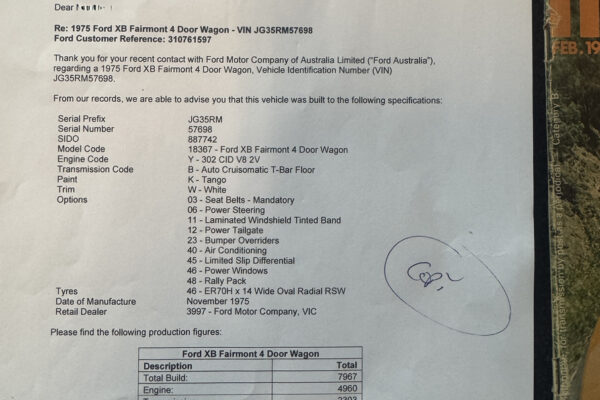 Dear
Re: 1975 Ford XB Fairmont 4 Door Wagon - VIN JG35RM57698
Ford Customer Reference: 310761597
Thank you for your recent contact with Ford Motor Company of Australia Limited ("Ford Australia"),
regarding a 1975 Ford XB Fairmont 4 Door Wagon, Vehicle Identification Number (VIN)
JG35RM57698.
From our records, we are able to advise you that this vehicle was built to the following specifications:
Serial Prefix JG35RM
Serial Number 57698
SIDO 887742
Model Code 18367 - Ford XB Fairmont 4 Door Wagon
Engine Code Y - 302 CID V8 2V
Transmission Code B - Auto Cruisomatic T-Bar Floor
Paint K - Tango
Trim W - White
Options 03 - Seat Belts - Mandatory
06 - Power Steering
11 - Laminated Windshield Tinted Band
12 - Power Tailgate
23 - Bumper Overriders
40 - Air Conditioning
45 - Limited Slip Differential
46 - Power Windows
48 - Rally Pack
Tyres 46 - ER70H x 14 Wide Oval Radial RSW
Date of Manufacture November 1975
Retail Dealer 3997 - Ford Motor Company, VIC
Please find the following production figures:
Ford XB Fairmont 4 Door Wagon
Description Total
Total Build: 7967
Engine: 4960
Copy
FEB. 19
Category B